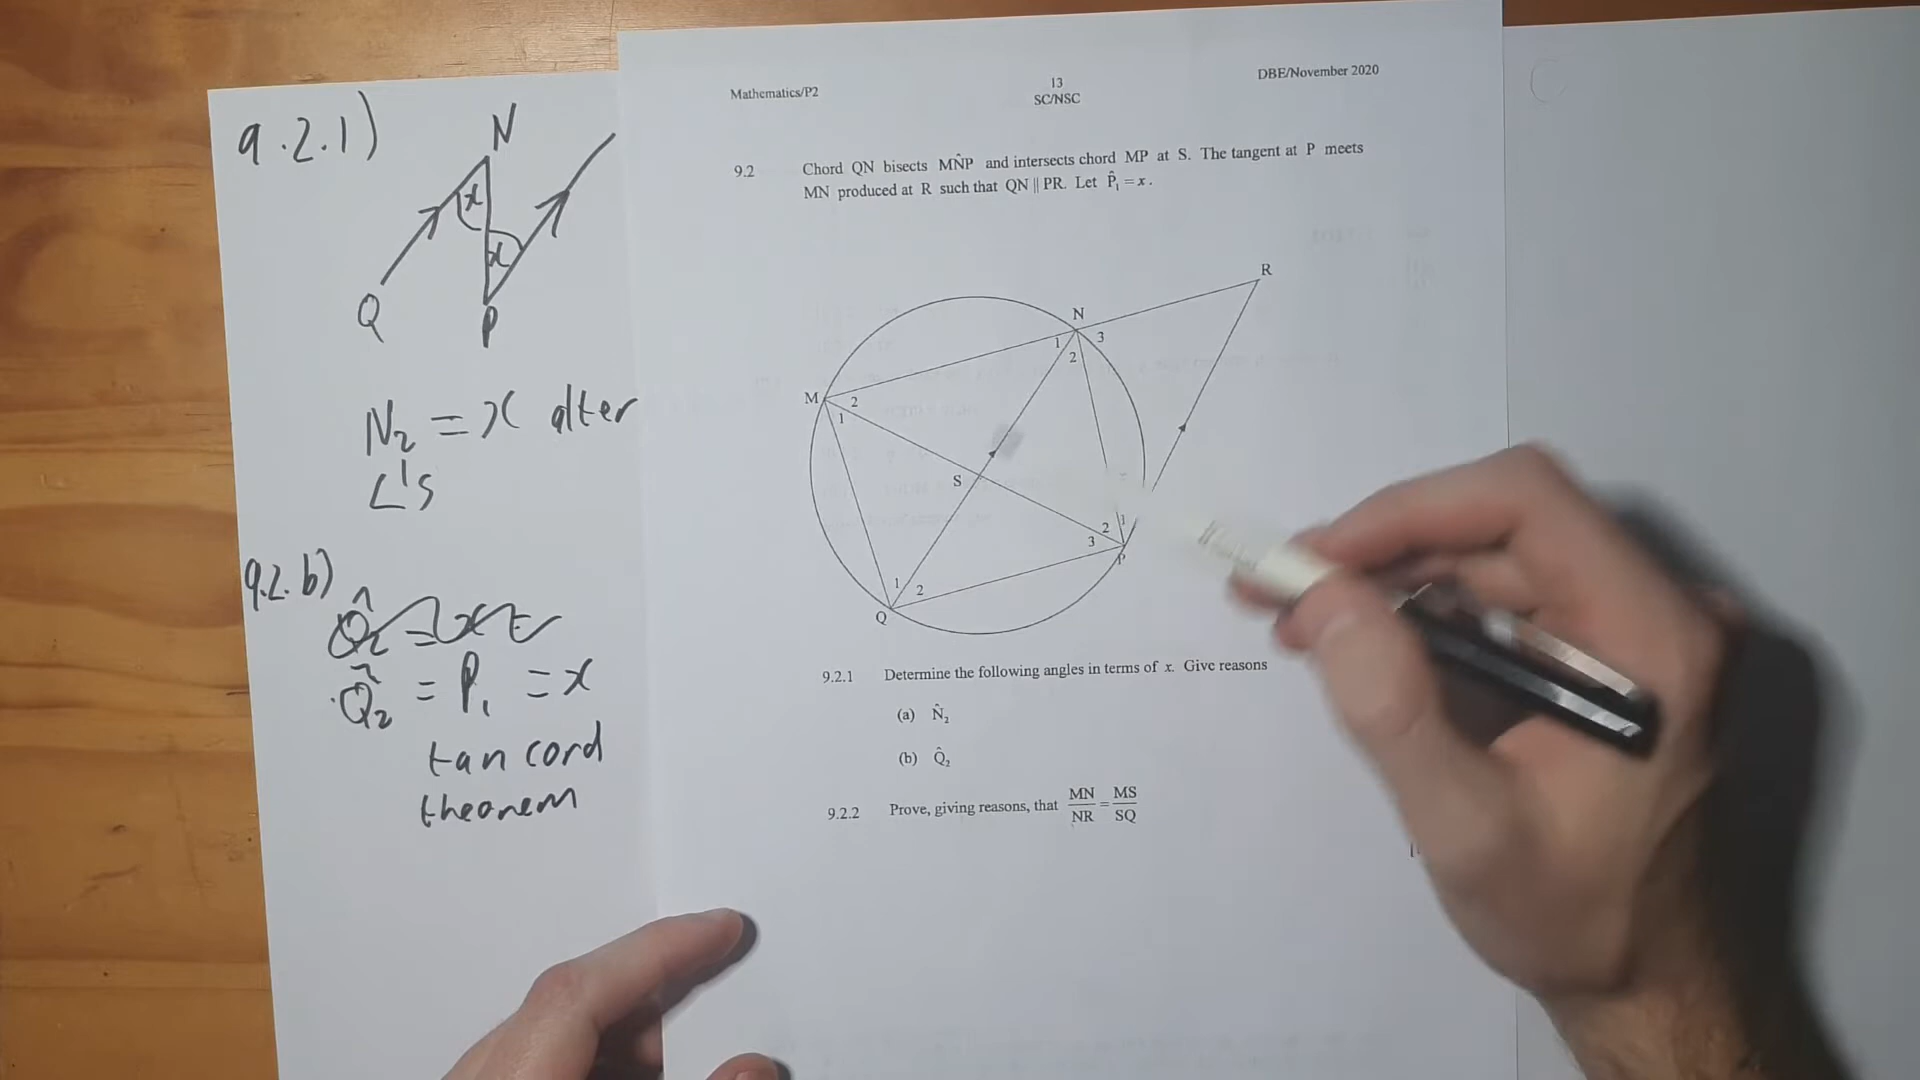 9.2.1)
N
x
x
Q
P
N₂ = x alter
∠'s
9.2.b)
Q̂₂ = P₁ = x
tan cord
theorem
Mathematics/P2
13
SC/NSC
DBE/November 2020
9.2 Chord QN bisects MN̂P and intersects chord MP at S. The tangent at P meets
MN produced at R such that QN || PR. Let P̂₁ = x.
R
N
1
2
3
M
2
1
S
2
1
3
P
1
2
Q
9.2.1 Determine the following angles in terms of x. Give reasons
(a) N̂₂
(b) Q̂₂
9.2.2 Prove, giving reasons, that MN/NR = MS/SQ